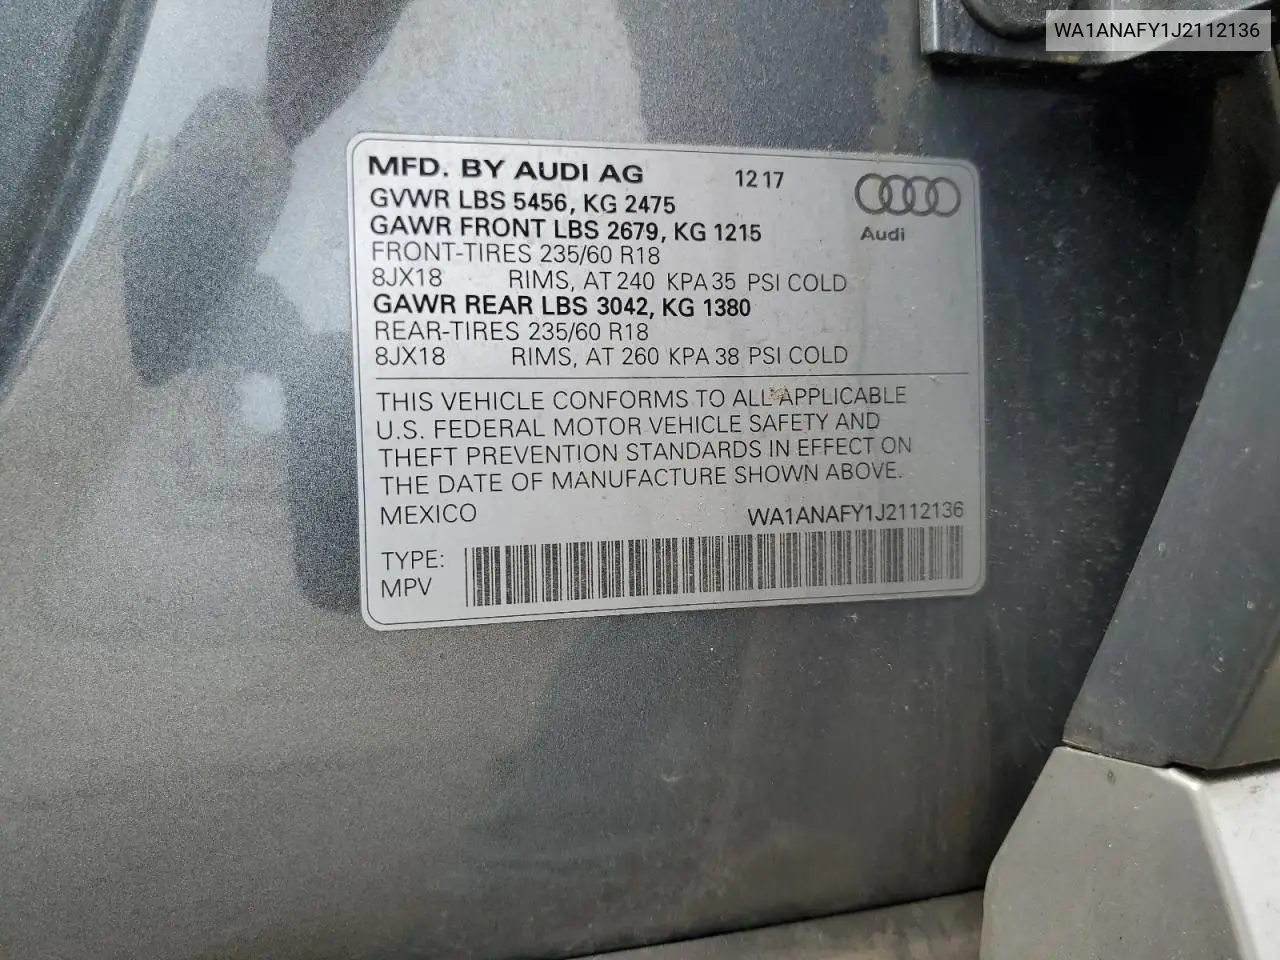 WA1ANAFY1J2112136
MFD. BY AUDI AG 12 17
GVWR LBS 5456, KG 2475
GAWR FRONT LBS 2679, KG 1215
Audi
FRONT-TIRES 235/60 R18
8JX18 RIMS, AT 240 KPA 35 PSI COLD
GAWR REAR LBS 3042, KG 1380
REAR-TIRES 235/60 R18
8JX18 RIMS, AT 260 KPA 38 PSI COLD
THIS VEHICLE CONFORMS TO ALL APPLICABLE
U.S. FEDERAL MOTOR VEHICLE SAFETY AND
THEFT PREVENTION STANDARDS IN EFFECT ON
THE DATE OF MANUFACTURE SHOWN ABOVE.
MEXICO WA1ANAFY1J2112136
TYPE:
MPV